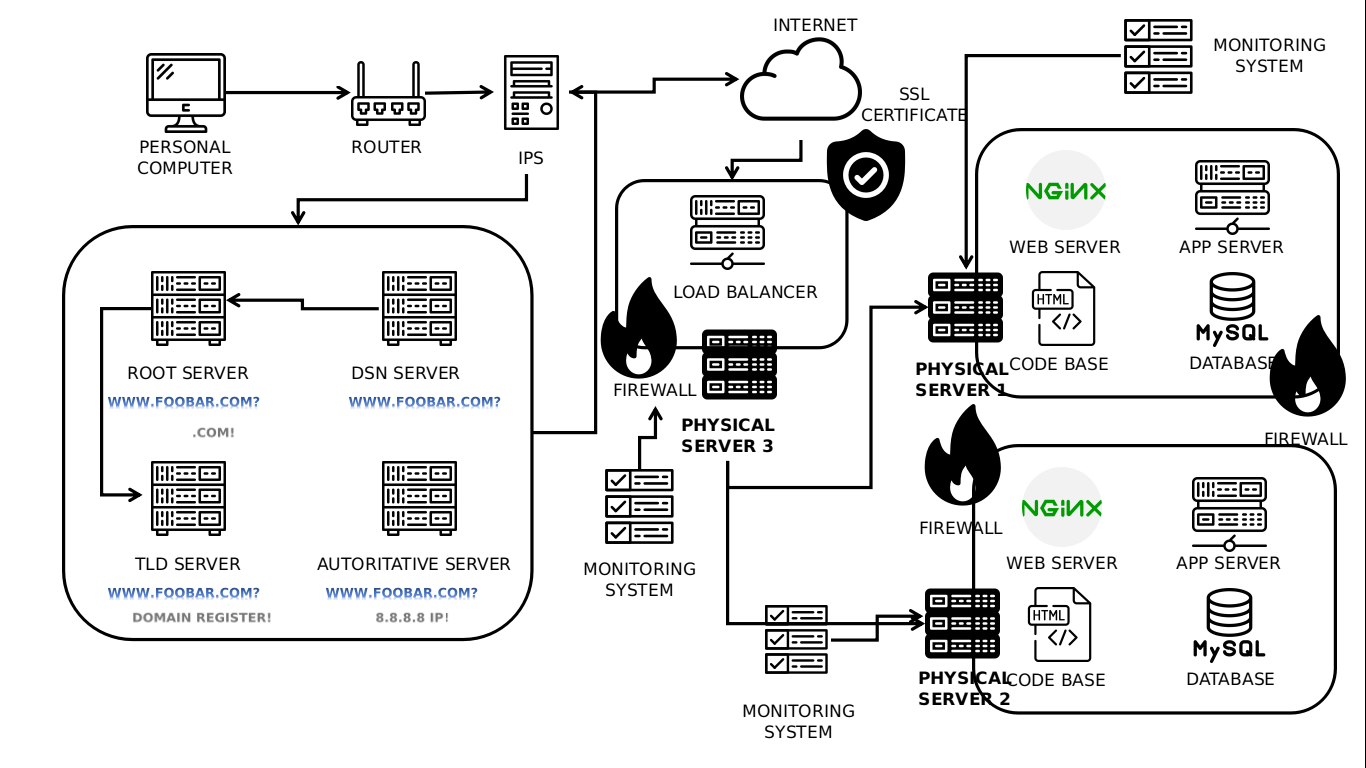 INTERNET
MONITORING
SYSTEM
SSL
CERTIFICATE
PERSONAL
COMPUTER
ROUTER
IPS
NGiNX
WEB SERVER
APP SERVER
LOAD BALANCER
HTML
MySQL
CODE BASE
DATABASE
PHYSICAL
SERVER 1
FIREWALL
ROOT SERVER
DSN SERVER
WWW.FOOBAR.COM?
WWW.FOOBAR.COM?
.COM!
FIREWALL
PHYSICAL
SERVER 3
FIREWALL
NGiNX
WEB SERVER
APP SERVER
TLD SERVER
AUTORITATIVE SERVER
WWW.FOOBAR.COM?
WWW.FOOBAR.COM?
DOMAIN REGISTER!
8.8.8.8 IP!
MONITORING
SYSTEM
HTML
MySQL
PHYSICAL
SERVER 2
CODE BASE
DATABASE
MONITORING
SYSTEM